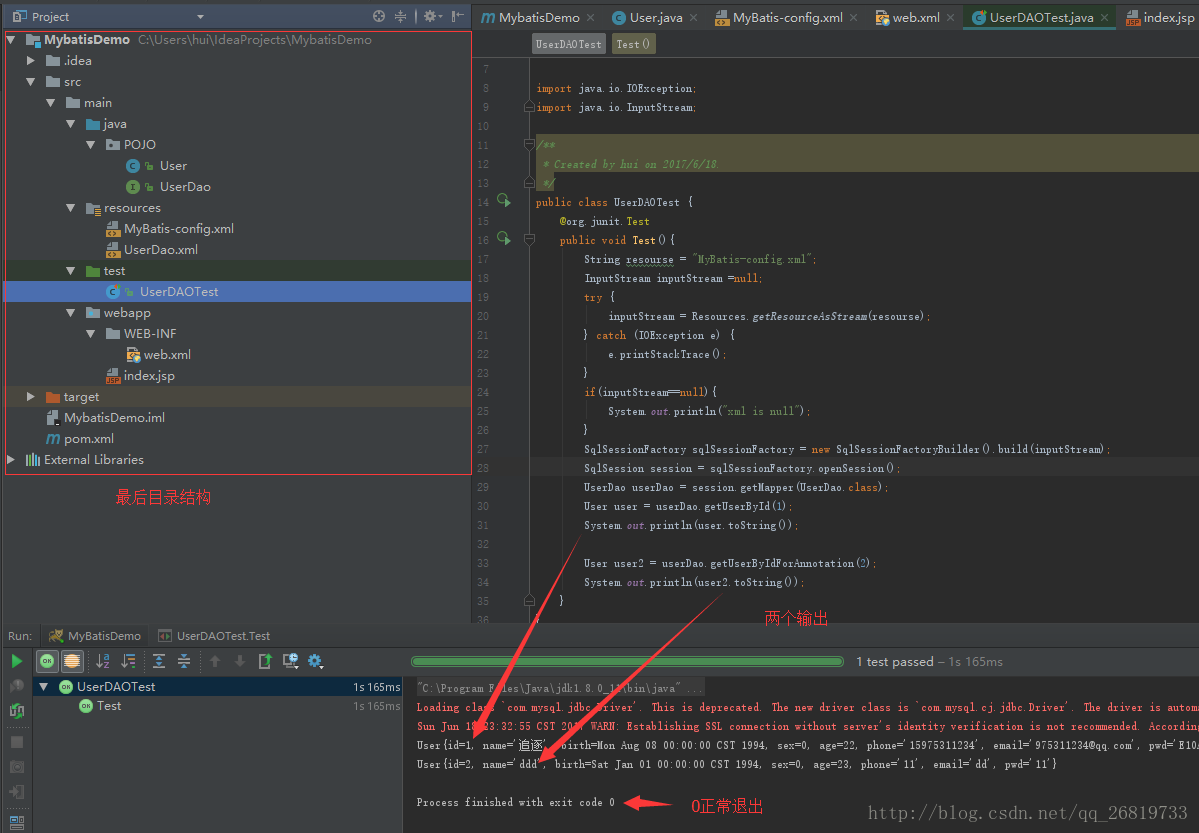 Project
MybatisDemo C:\Users\hui\IdeaProjects\MybatisDemo
.idea
src
main
java
POJO
User
UserDao
resources
MyBatis-config.xml
UserDao.xml
test
UserDAOTest
webapp
WEB-INF
web.xml
index.jsp
target
MybatisDemo.iml
pom.xml
External Libraries
最后目录结构
MybatisDemo
User.java
MyBatis-config.xml
web.xml
UserDAOTest.java
index.jsp
UserDAOTest Test()
7
8 import java.io.IOException;
9 import java.io.InputStream;
10
11 /**
12 * Created by hui on 2017/6/18.
13 */
14 public class UserDAOTest {
15 @org.junit.Test
16 public void Test(){
17 String resourse = "MyBatis-config.xml";
18 InputStream inputStream =null;
19 try {
20 inputStream = Resources.getResourceAsStream(resourse);
21 } catch (IOException e) {
22 e.printStackTrace();
23 }
24 if(inputStream==null){
25 System.out.println("xml is null");
26 }
27 SqlSessionFactory sqlSessionFactory = new SqlSessionFactoryBuilder().build(inputStream);
28 SqlSession session = sqlSessionFactory.openSession();
29 UserDao userDao = session.getMapper(UserDao.class);
30 User user = userDao.getUserById(1);
31 System.out.println(user.toString());
32
33 User user2 = userDao.getUserByIdForAnnotation(2);
34 System.out.println(user2.toString());
35 }
36
两个输出
Run: MyBatisDemo UserDAOTest.Test
1 test passed – 1s 165ms
UserDAOTest 1s 165ms
Test 1s 165ms
"C:\Program Files\Java\jdk1.8.0_11\bin\java" ...
Loading class `com.mysql.jdbc.Driver'. This is deprecated. The new driver class is `com.mysql.cj.jdbc.Driver'. The driver is autom
Sun Jun 18 23:32:55 CST 2017 WARN: Establishing SSL connection without server's identity verification is not recommended. Accordin
User{id=1, name='追逐', birth=Mon Aug 08 00:00:00 CST 1994, sex=0, age=22, phone='15975311234', email='975311234@qq.com', pwd='E10A
User{id=2, name='ddd', birth=Sat Jan 01 00:00:00 CST 1994, sex=0, age=23, phone='11', email='dd', pwd='11'}
Process finished with exit code 0
0正常退出
http://blog.csdn.net/qq_26819733